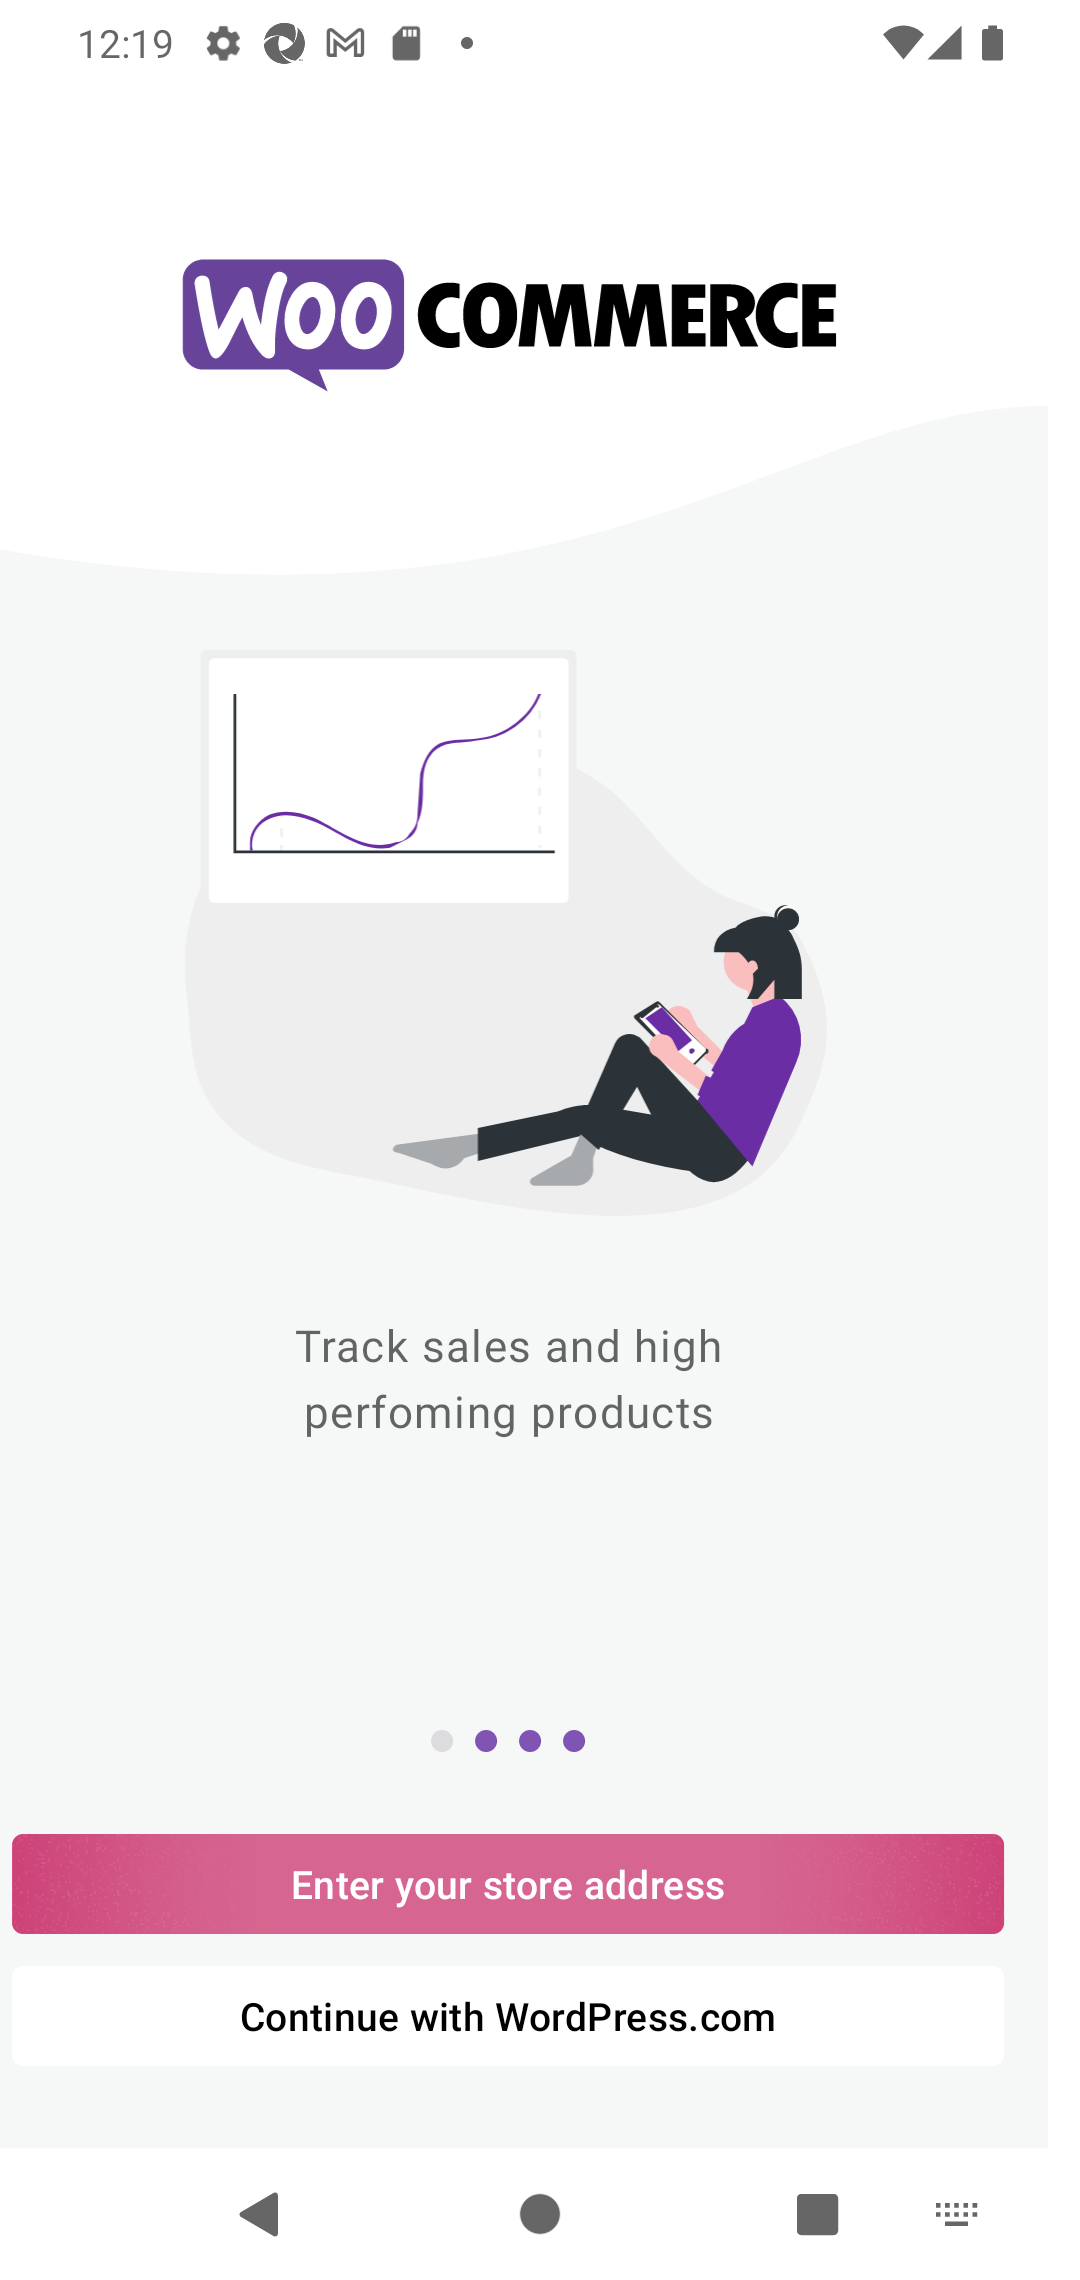 12:19
WOO COMMERCE
Track sales and high
perfoming products
Enter your store address
Continue with WordPress.com